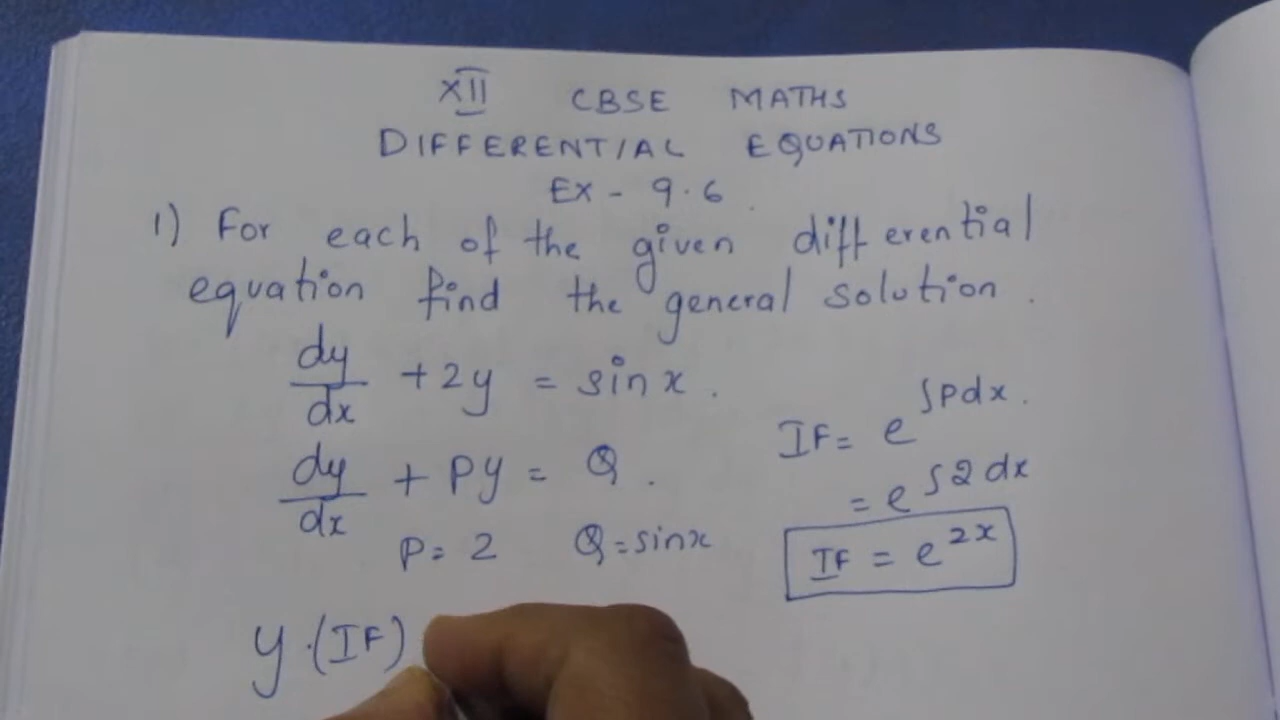 XII CBSE MATHS
DIFFERENTIAL EQUATIONS
EX - 9.6
1) For each of the given differential
equation find the general solution.
dy/dx + 2y = sin x.
dy/dx + Py = Q.
P = 2 Q = sinx
IF = e^∫Pdx.
= e^∫2dx
IF = e^2x
y.(IF)